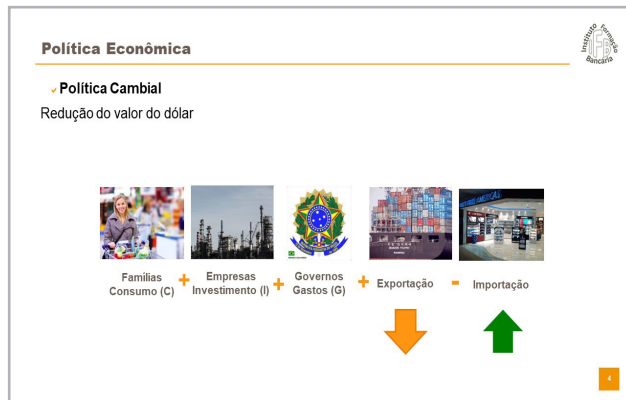 Política Econômica
Instituto Formação
IFB
Bancária
✓ Política Cambial
Redução do valor do dólar
Famílias
Consumo (C)
+
Empresas
Investimento (I)
+
Governos
Gastos (G)
+
Exportação
-
Importação
4